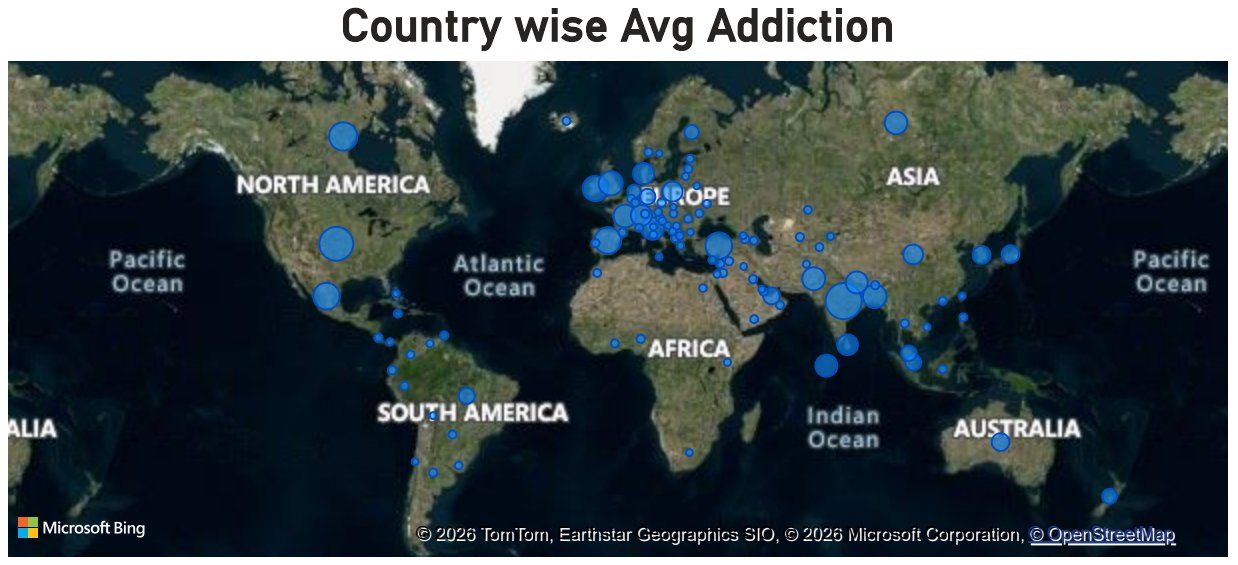 Country wise Avg Addiction
NORTH AMERICA
EUROPE
ASIA
Pacific
Ocean
Atlantic
Ocean
Pacific
Ocean
AFRICA
SOUTH AMERICA
Indian
Ocean
AUSTRALIA
ALIA
Microsoft Bing
© 2026 TomTom, Earthstar Geographics SIO, © 2026 Microsoft Corporation, © OpenStreetMap